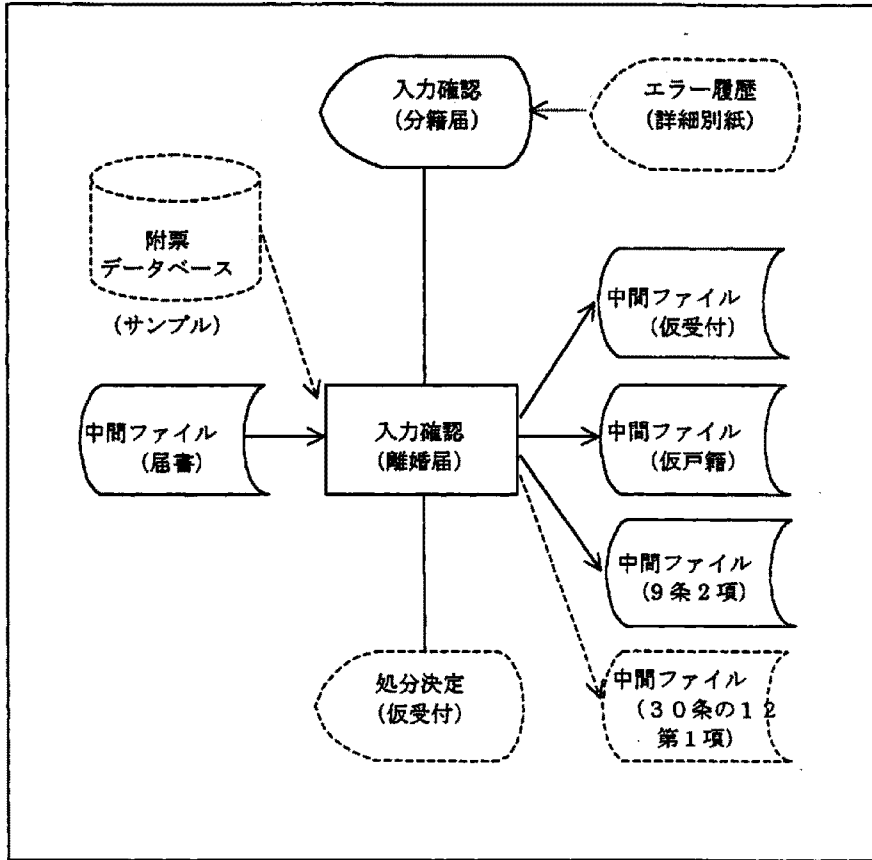 入力確認
(分籍届)
エラー履歴
(詳細別紙)
附票
データベース
(サンプル)
中間ファイル
(仮受付)
中間ファイル
(届書)
入力確認
(離婚届)
中間ファイル
(仮戸籍)
中間ファイル
(9条2項)
処分決定
(仮受付)
中間ファイル
(30条の12
第1項)